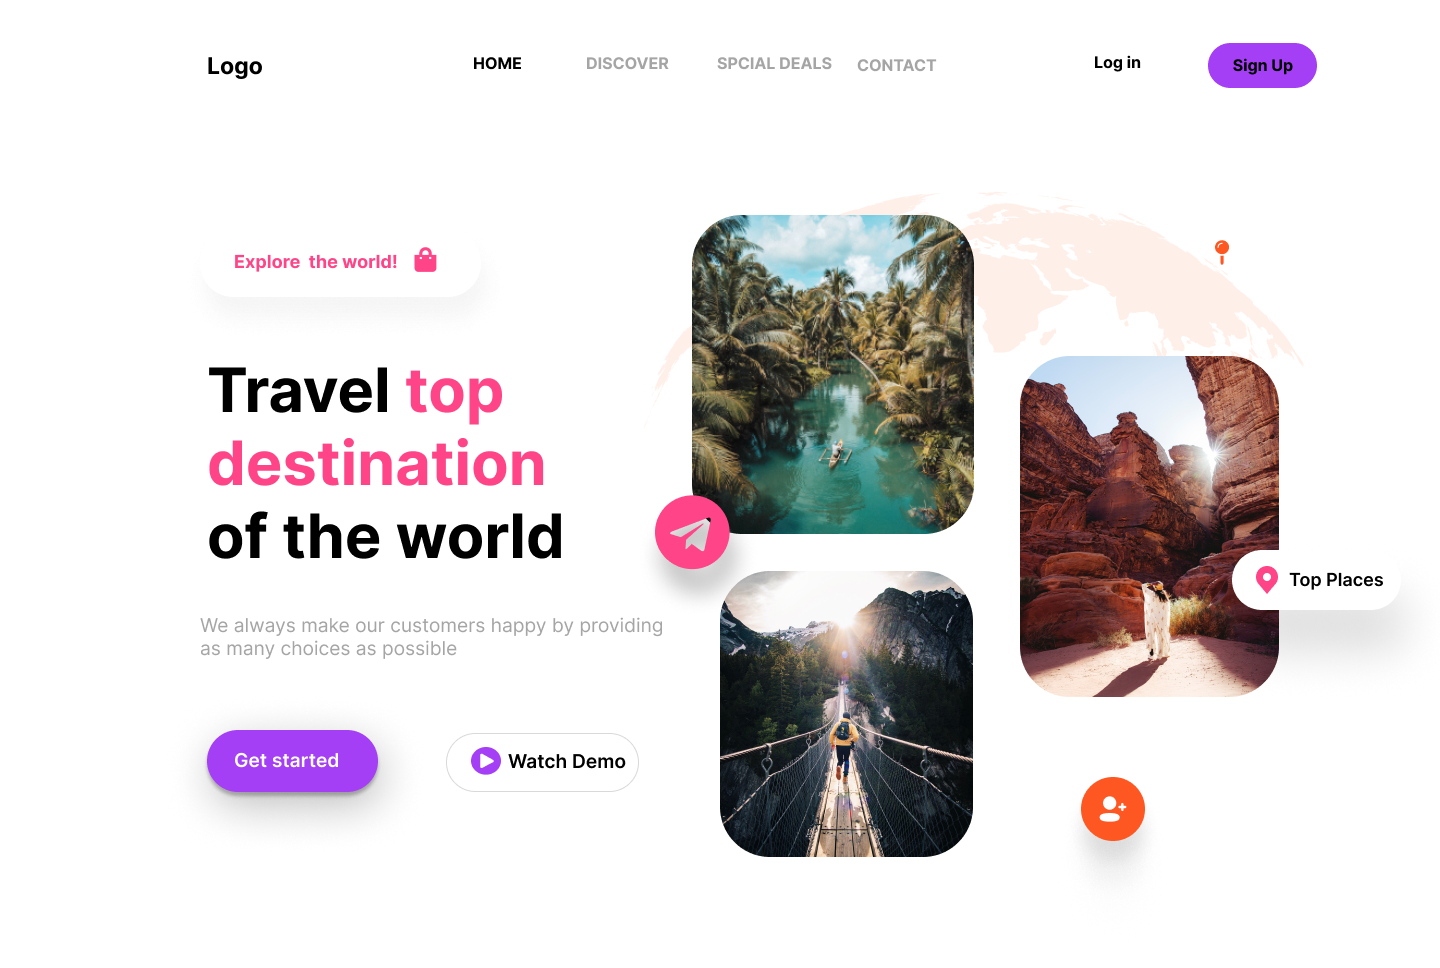 Logo
HOME
DISCOVER
SPCIAL DEALS
CONTACT
Log in
Sign Up
Explore the world!
Travel top
destination
of the world
We always make our customers happy by providing
as many choices as possible
Get started
Watch Demo
Top Places